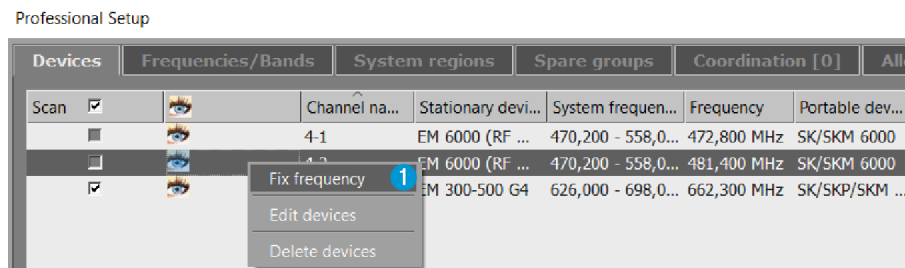 Professional Setup
Devices Frequencies/Bands System regions Spare groups Coordination [0] All
Scan Channel na... Stationary devi... System frequen... Frequency Portable dev...
4-1 EM 6000 (RF ... 470,200 - 558,0... 472,800 MHz SK/SKM 6000
EM 6000 (RF ... 470,200 - 558,0... 481,400 MHz SK/SKM 6000
Fix frequency 1
EM 300-500 G4 626,000 - 698,0... 662,300 MHz SK/SKP/SKM ...
Edit devices
Delete devices